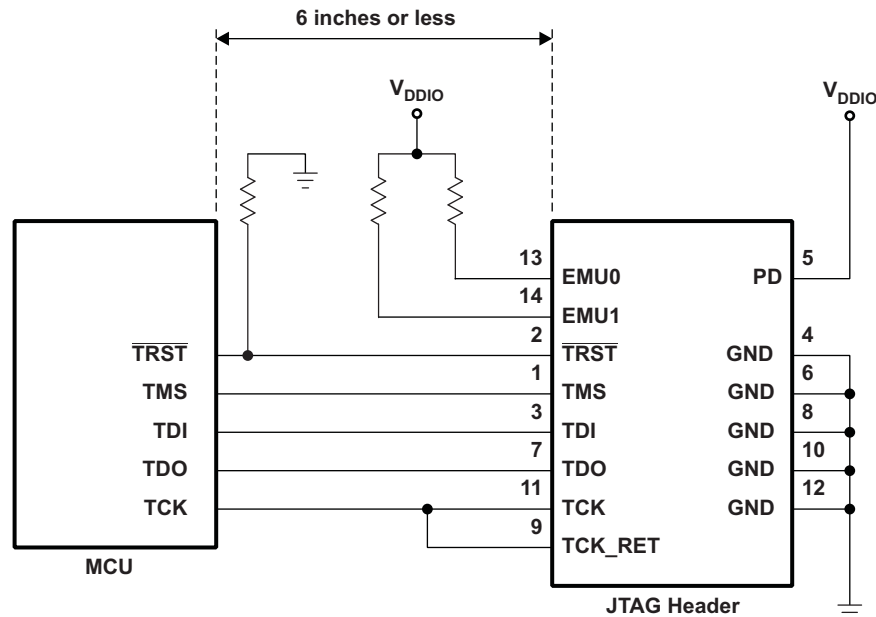 6 inches or less
VDDIO
VDDIO
13
EMU0
PD
5
14
EMU1
2
TRST
TRST
GND
4
1
TMS
TMS
GND
6
3
TDI
TDI
GND
8
7
TDO
TDO
GND
10
11
TCK
TCK
GND
12
9
TCK_RET
MCU
JTAG Header